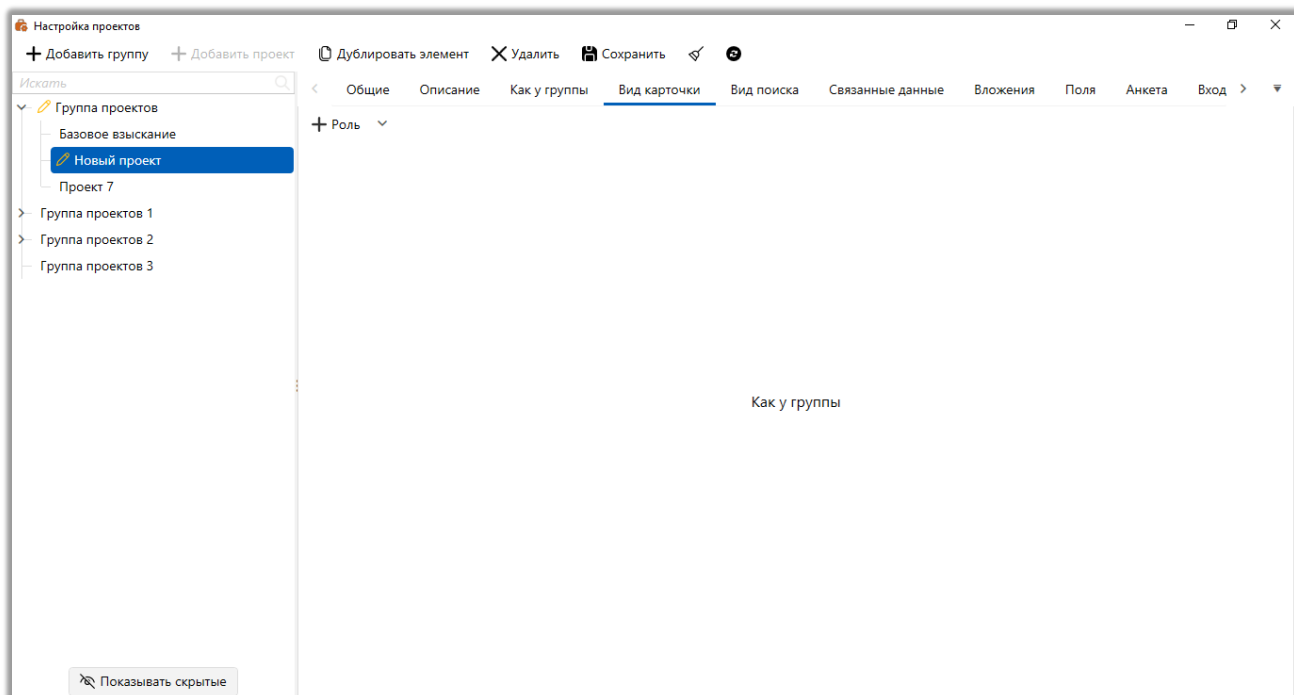 Настройка проектов
Добавить группу Добавить проект Дублировать элемент Удалить Сохранить
Искать
Общие Описание Как у группы Вид карточки Вид поиска Связанные данные Вложения Поля Анкета Вход
Группа проектов
Роль
Базовое взыскание
Новый проект
Проект 7
Группа проектов 1
Группа проектов 2
Группа проектов 3
Как у группы
Показывать скрытые